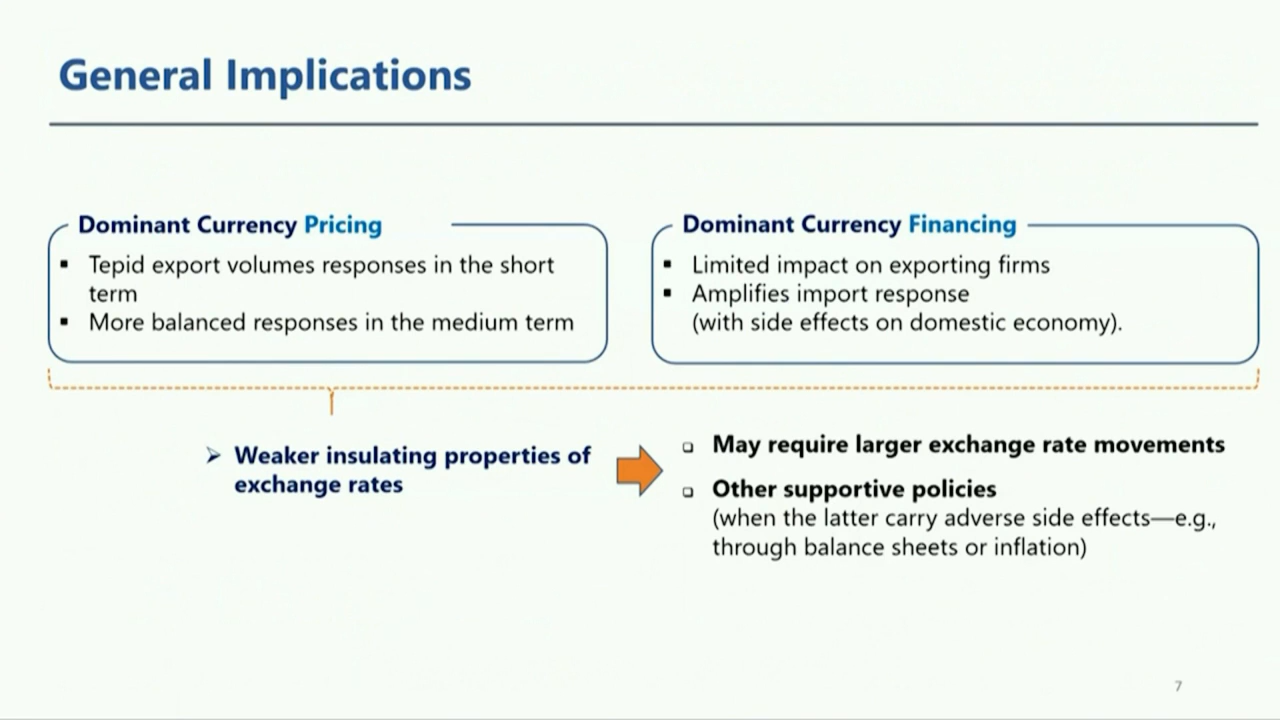 General Implications
Dominant Currency Pricing
▪ Tepid export volumes responses in the short
term
▪ More balanced responses in the medium term
Dominant Currency Financing
▪ Limited impact on exporting firms
▪ Amplifies import response
(with side effects on domestic economy).
➢ Weaker insulating properties of
exchange rates
❑ May require larger exchange rate movements
❑ Other supportive policies
(when the latter carry adverse side effects—e.g.,
through balance sheets or inflation)
7